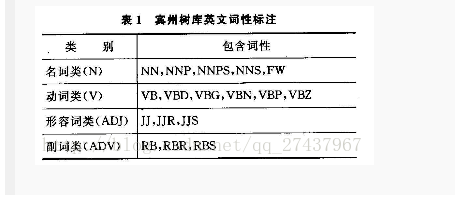 表 1 宾州树库英文词性标注
类 别 包含词性
名词类(N) NN,NNP,NNPS,NNS,FW
动词类(V) VB,VBD,VBG,VBN,VBP,VBZ
形容词类(ADJ) JJ,JJR,JJS
副词类(ADV) RB,RBR,RBS
net/qq_27437967